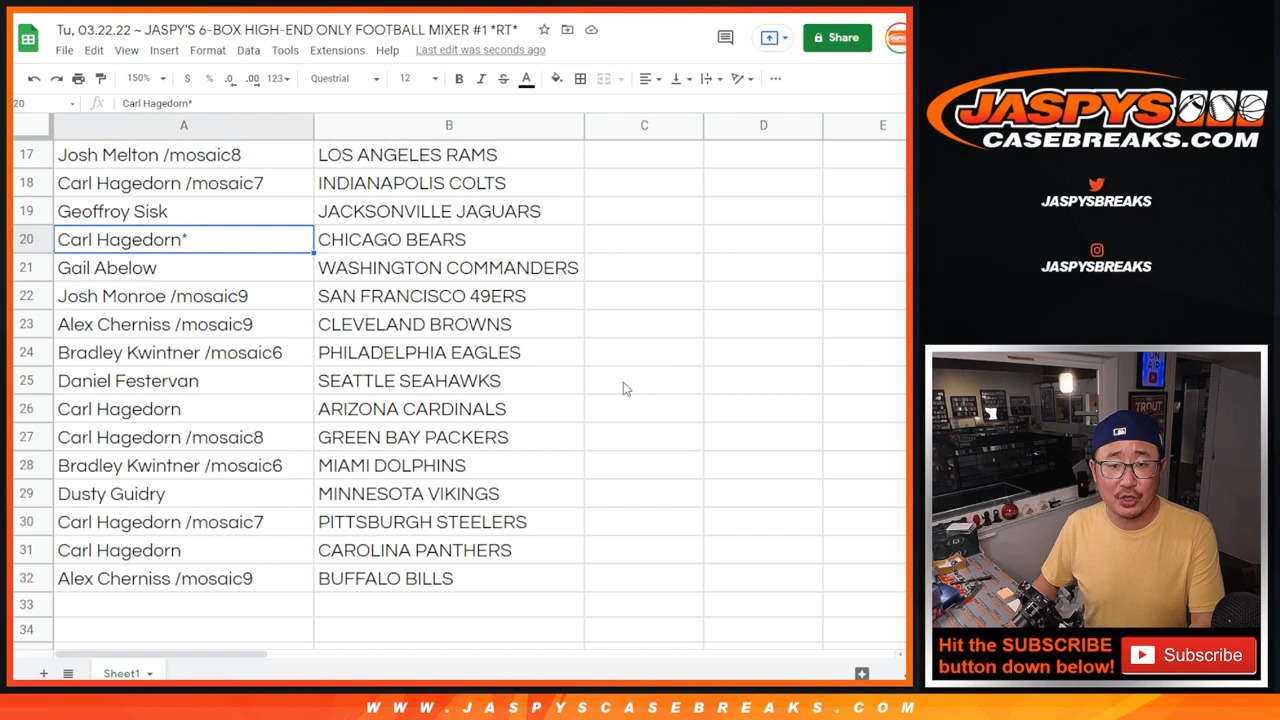 Tu, 03.22.22 ~ JASPY'S 6-BOX HIGH-END ONLY FOOTBALL MIXER #1 *RT*
File Edit View Insert Format Data Tools Extensions Help Last edit was seconds ago
Share
150% $ % .0 .00 123 Questrial 12 B I S A
20 fx Carl Hagedorn*
A B C D E
17 Josh Melton /mosaic8 LOS ANGELES RAMS
18 Carl Hagedorn /mosaic7 INDIANAPOLIS COLTS
19 Geoffroy Sisk JACKSONVILLE JAGUARS
20 Carl Hagedorn* CHICAGO BEARS
21 Gail Abelow WASHINGTON COMMANDERS
22 Josh Monroe /mosaic9 SAN FRANCISCO 49ERS
23 Alex Cherniss /mosaic9 CLEVELAND BROWNS
24 Bradley Kwintner /mosaic6 PHILADELPHIA EAGLES
25 Daniel Festervan SEATTLE SEAHAWKS
26 Carl Hagedorn ARIZONA CARDINALS
27 Carl Hagedorn /mosaic8 GREEN BAY PACKERS
28 Bradley Kwintner /mosaic6 MIAMI DOLPHINS
29 Dusty Guidry MINNESOTA VIKINGS
30 Carl Hagedorn /mosaic7 PITTSBURGH STEELERS
31 Carl Hagedorn CAROLINA PANTHERS
32 Alex Cherniss /mosaic9 BUFFALO BILLS
33
34
Sheet1
JASPYS
CASEBREAKS.COM
JASPYSBREAKS
JASPYSBREAKS
ON
AIR
TROUT
Hit the SUBSCRIBE
button down below!
Subscribe
WWW.JASPYSCASEBREAKS.COM